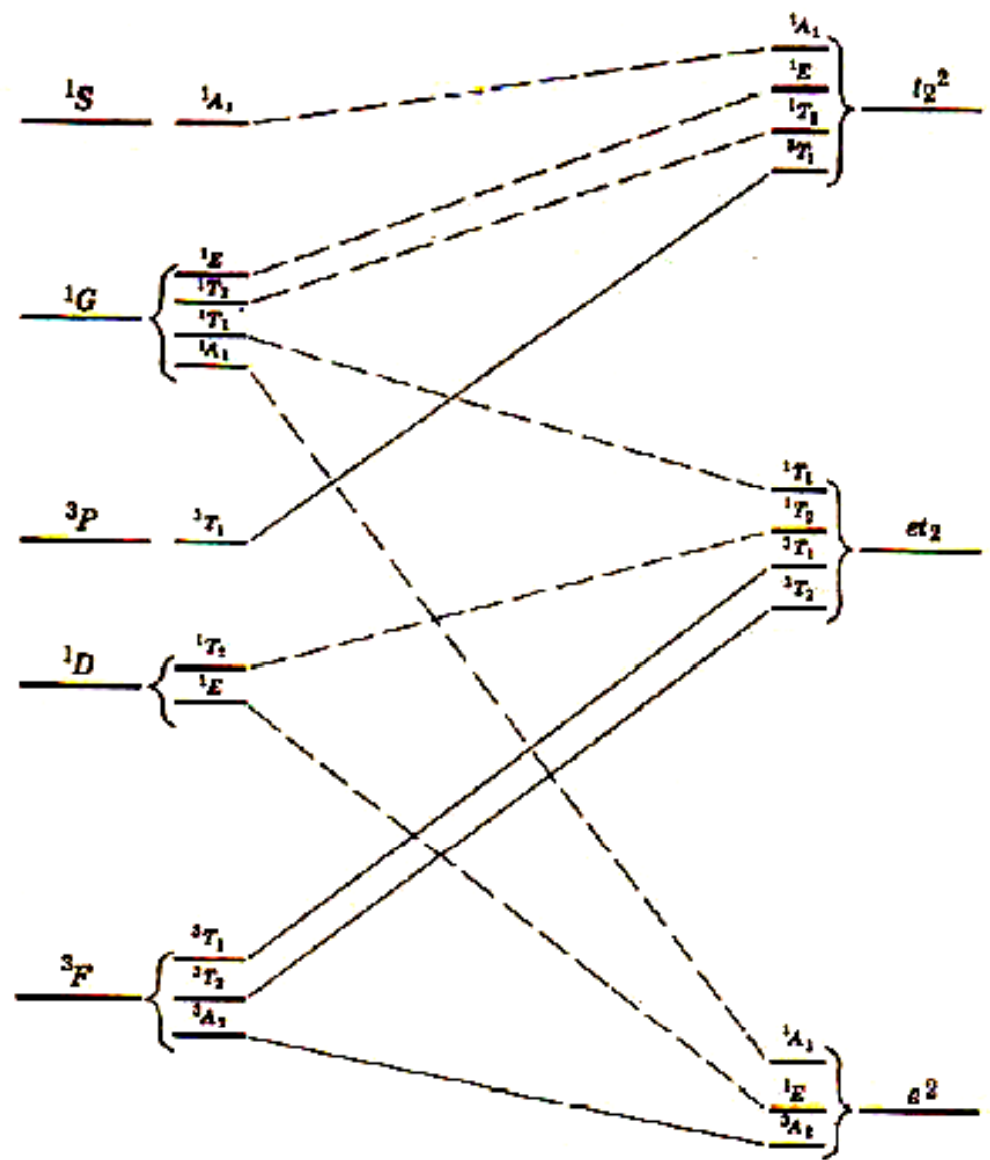 ¹A₁
¹E
t₂²
¹S
¹A₁
¹T₂
³T₁
¹E
¹T₂
¹G
¹T₁
¹A₁
¹T₁
³P
³T₁
¹T₂
et₂
³T₁
³T₂
¹D
¹T₂
¹E
³T₁
³F
³T₂
³A₂
¹A₁
¹E
e²
³A₂